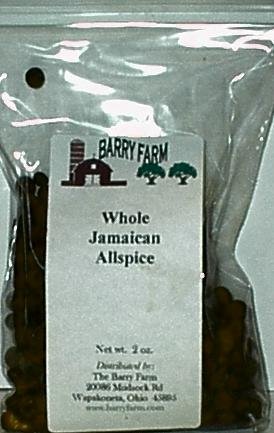 BARRY FARM
Whole
Jamaican
Allspice
Net wt. 2 oz.
Distributed by:
The Barry Farm
20086 Mudsock Rd
Wapakoneta, Ohio 45895
www.barryfarm.com